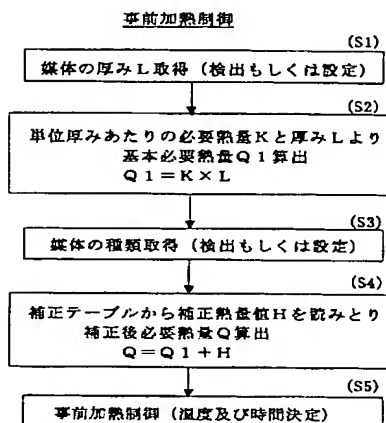 事前加熱制御
(S1)
媒体の厚みL取得(検出もしくは設定)
(S2)
単位厚みあたりの必要熱量Kと厚みLより
基本必要熱量Q1算出
Q1=K×L
(S3)
媒体の種類取得(検出もしくは設定)
(S4)
補正テーブルから補正熱量値Hを読みとり
補正後必要熱量Q算出
Q=Q1+H
(S5)
事前加熱制御(温度及び時間決定)